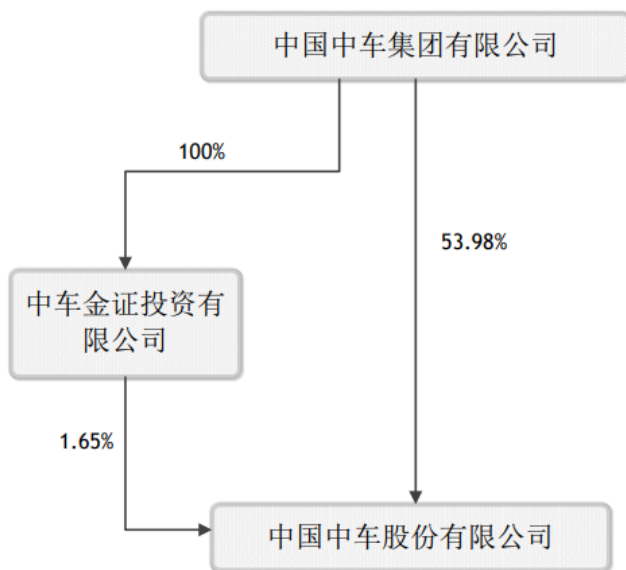 中国中车集团有限公司
100%
53.98%
中车金证投资有
限公司
1.65%
中国中车股份有限公司